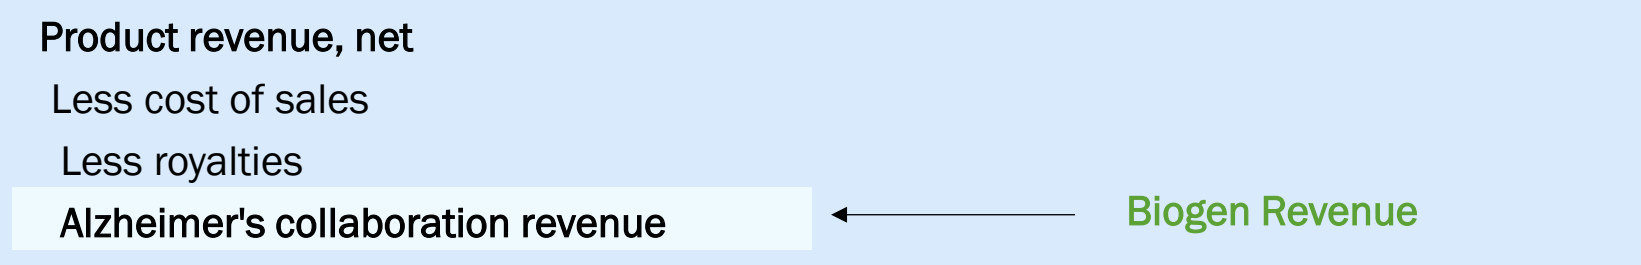 Product revenue, net
Less cost of sales
Less royalties
Alzheimer's collaboration revenue
Biogen Revenue